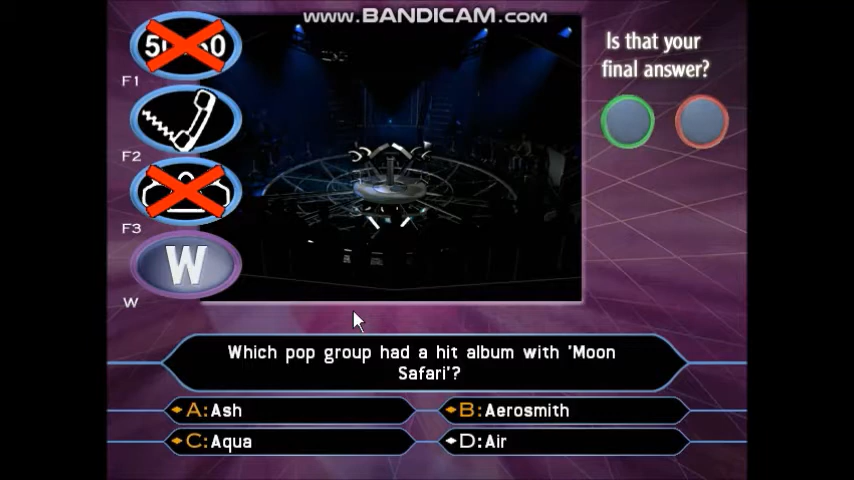 www.BANDICAM.com
Is that your
final answer?
F1
F2
F3
W
W
Which pop group had a hit album with 'Moon
Safari'?
A:Ash
B:Aerosmith
C:Aqua
D:Air